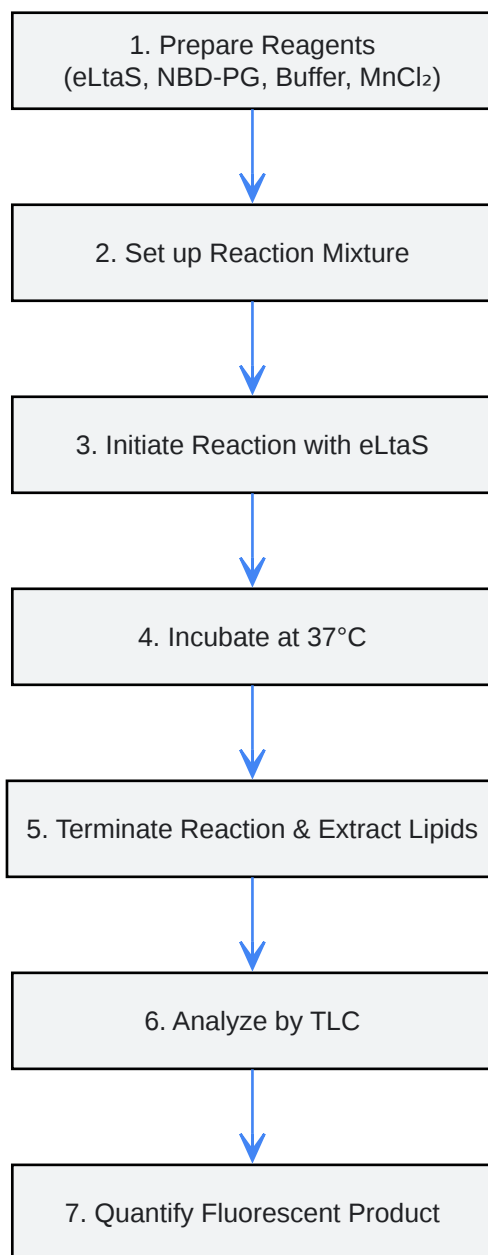 1. Prepare Reagents
(eLtaS, NBD-PG, Buffer, MnCl₂)
2. Set up Reaction Mixture
3. Initiate Reaction with eLtaS
4. Incubate at 37°C
5. Terminate Reaction & Extract Lipids
6. Analyze by TLC
7. Quantify Fluorescent Product